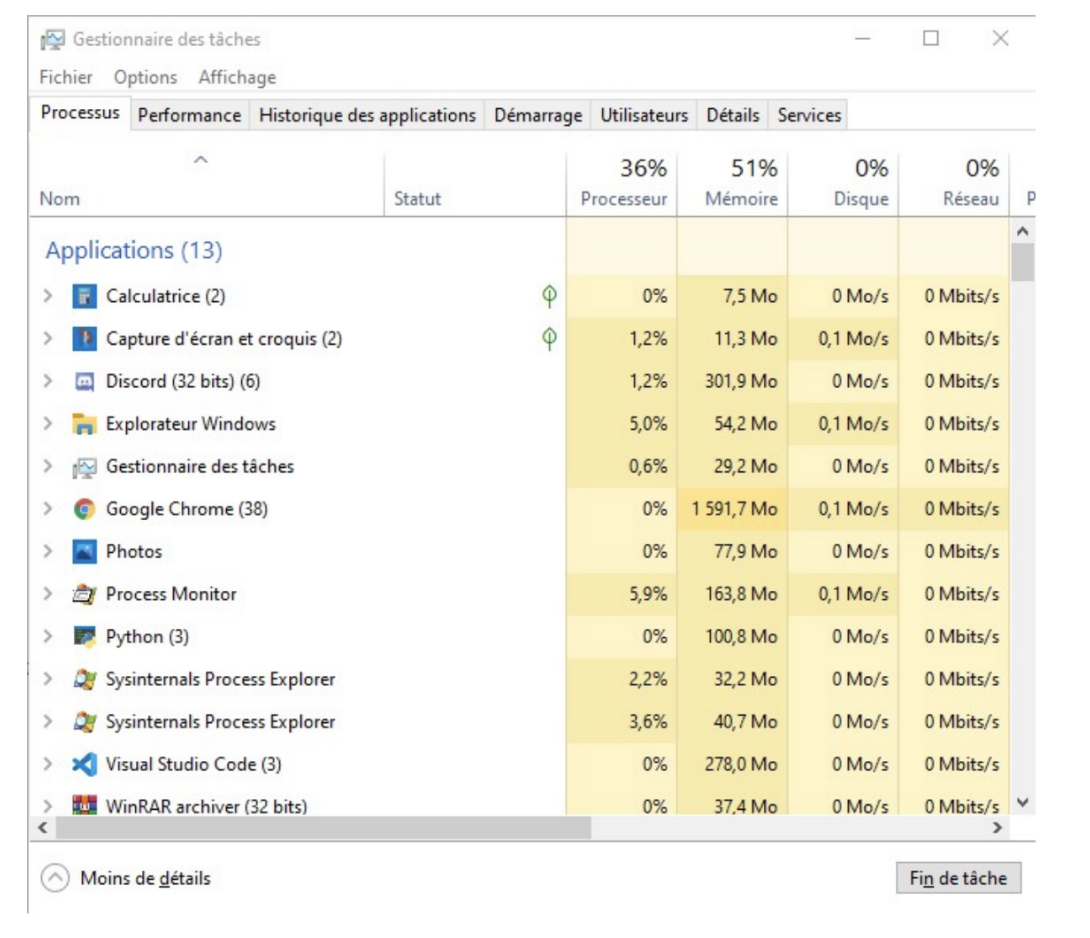 Gestionnaire des tâches
Fichier Options Affichage
Processus Performance Historique des applications Démarrage Utilisateurs Détails Services
36% 51% 0% 0%
Nom Statut Processeur Mémoire Disque Réseau P
Applications (13)
Calculatrice (2) 0% 7,5 Mo 0 Mo/s 0 Mbits/s
Capture d'écran et croquis (2) 1,2% 11,3 Mo 0,1 Mo/s 0 Mbits/s
Discord (32 bits) (6) 1,2% 301,9 Mo 0 Mo/s 0 Mbits/s
Explorateur Windows 5,0% 54,2 Mo 0,1 Mo/s 0 Mbits/s
Gestionnaire des tâches 0,6% 29,2 Mo 0 Mo/s 0 Mbits/s
Google Chrome (38) 0% 1 591,7 Mo 0,1 Mo/s 0 Mbits/s
Photos 0% 77,9 Mo 0 Mo/s 0 Mbits/s
Process Monitor 5,9% 163,8 Mo 0,1 Mo/s 0 Mbits/s
Python (3) 0% 100,8 Mo 0 Mo/s 0 Mbits/s
Sysinternals Process Explorer 2,2% 32,2 Mo 0 Mo/s 0 Mbits/s
Sysinternals Process Explorer 3,6% 40,7 Mo 0 Mo/s 0 Mbits/s
Visual Studio Code (3) 0% 278,0 Mo 0 Mo/s 0 Mbits/s
WinRAR archiver (32 bits) 0% 37,4 Mo 0 Mo/s 0 Mbits/s
Moins de détails Fin de tâche